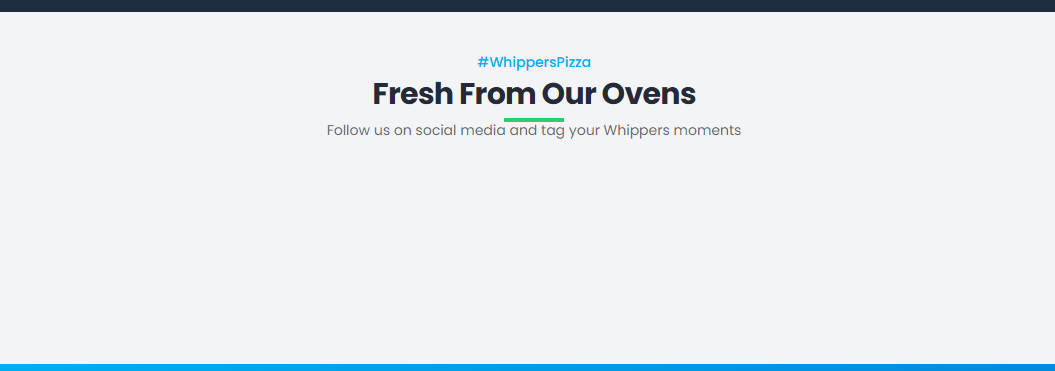 #WhippersPizza
Fresh From Our Ovens
Follow us on social media and tag your Whippers moments